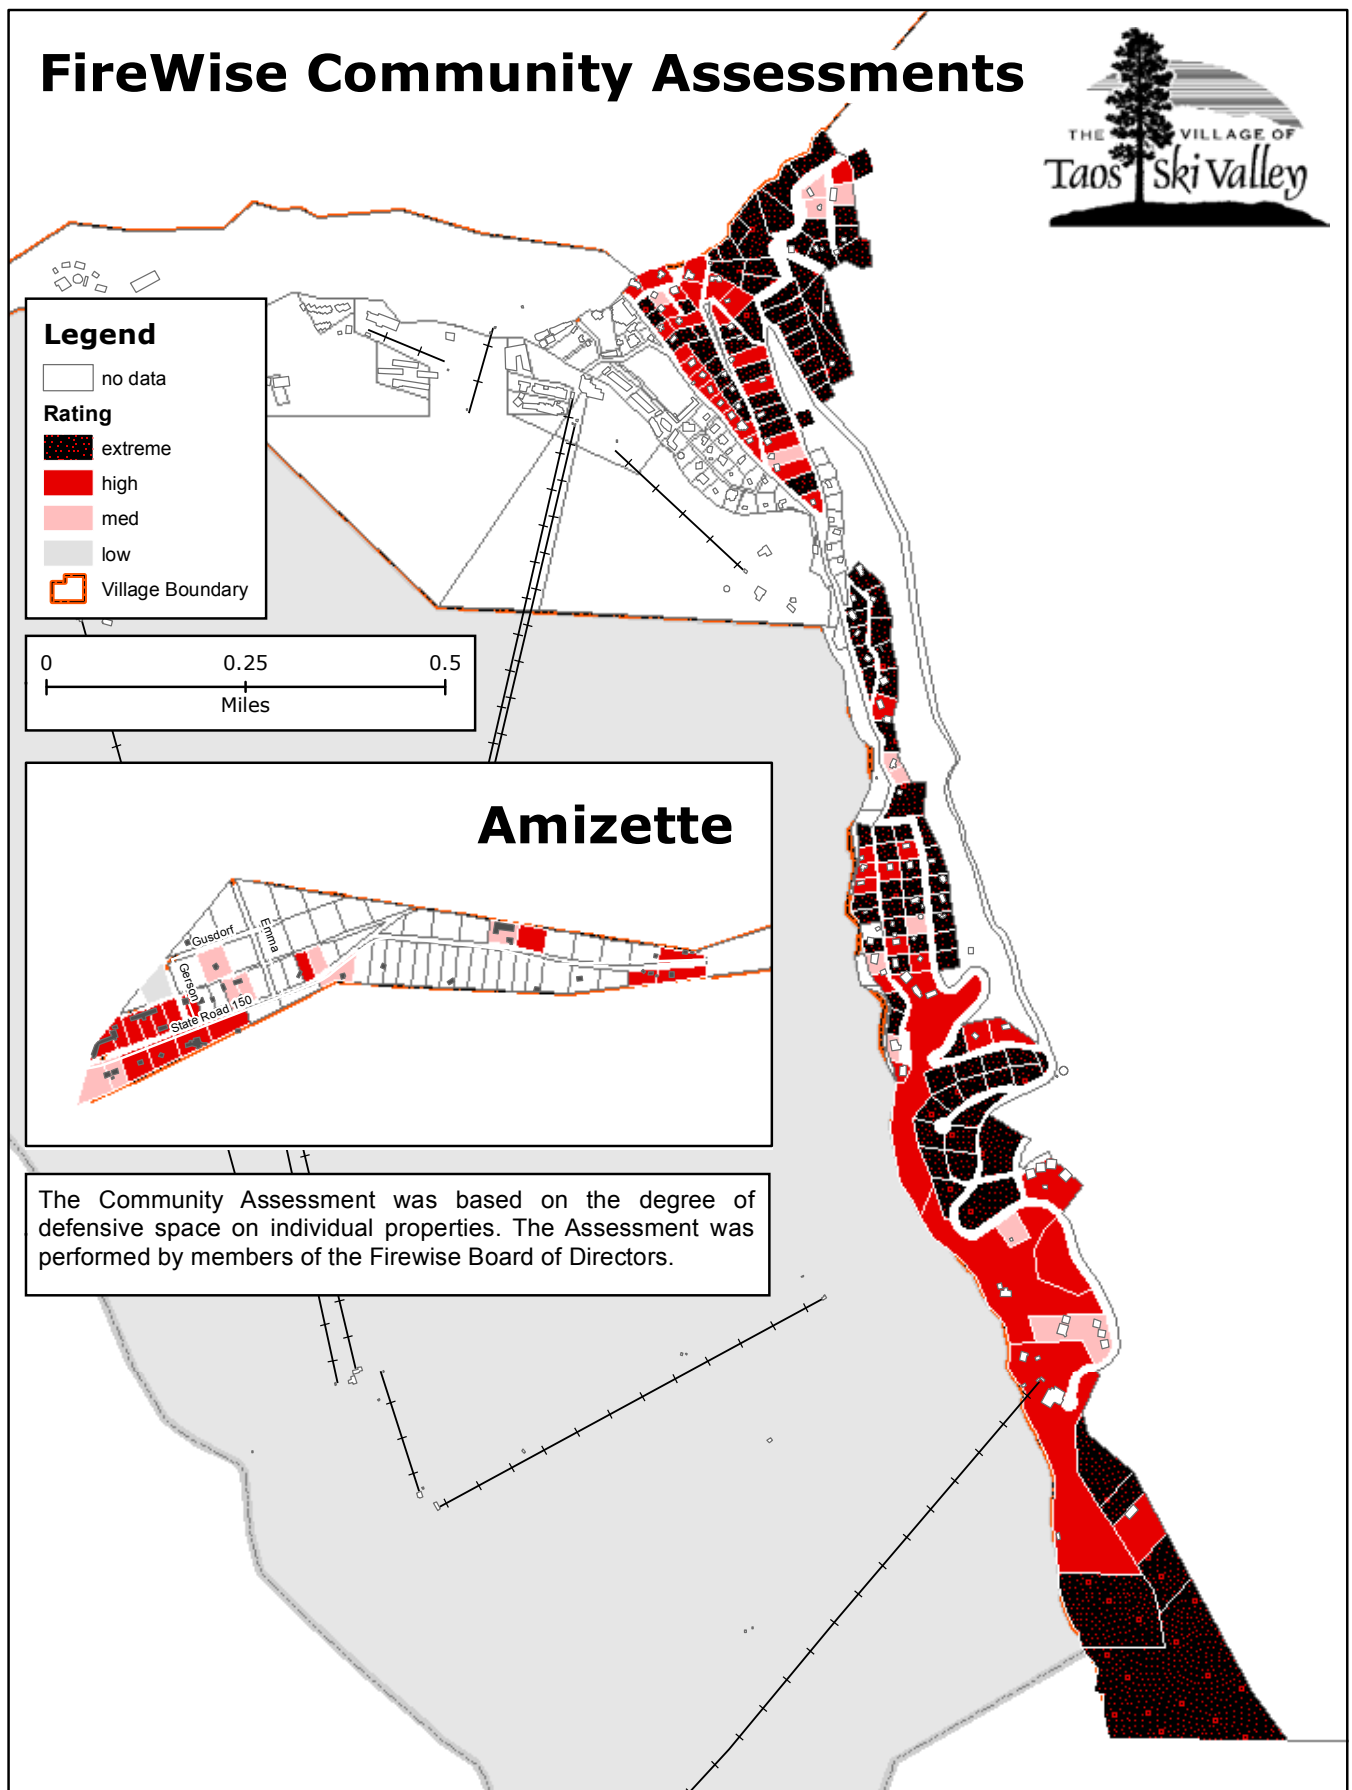 FireWise Community Assessments
THE VILLAGE OF
Taos Ski Valley
Legend
no data
Rating
extreme
high
med
low
Village Boundary
0 0.25 0.5
Miles
Amizette
Gusdorf
Emma
Gerson
State Road 150
The Community Assessment was based on the degree of
defensive space on individual properties. The Assessment was
performed by members of the Firewise Board of Directors.